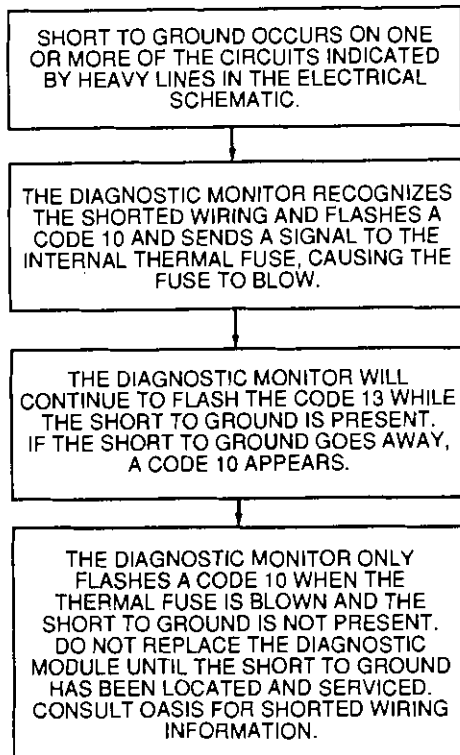 SHORT TO GROUND OCCURS ON ONE
OR MORE OF THE CIRCUITS INDICATED
BY HEAVY LINES IN THE ELECTRICAL
SCHEMATIC.
THE DIAGNOSTIC MONITOR RECOGNIZES
THE SHORTED WIRING AND FLASHES A
CODE 10 AND SENDS A SIGNAL TO THE
INTERNAL THERMAL FUSE, CAUSING THE
FUSE TO BLOW.
THE DIAGNOSTIC MONITOR WILL
CONTINUE TO FLASH THE CODE 13 WHILE
THE SHORT TO GROUND IS PRESENT.
IF THE SHORT TO GROUND GOES AWAY,
A CODE 10 APPEARS.
THE DIAGNOSTIC MONITOR ONLY
FLASHES A CODE 10 WHEN THE
THERMAL FUSE IS BLOWN AND THE
SHORT TO GROUND IS NOT PRESENT.
DO NOT REPLACE THE DIAGNOSTIC
MODULE UNTIL THE SHORT TO GROUND
HAS BEEN LOCATED AND SERVICED.
CONSULT OASIS FOR SHORTED WIRING
INFORMATION.